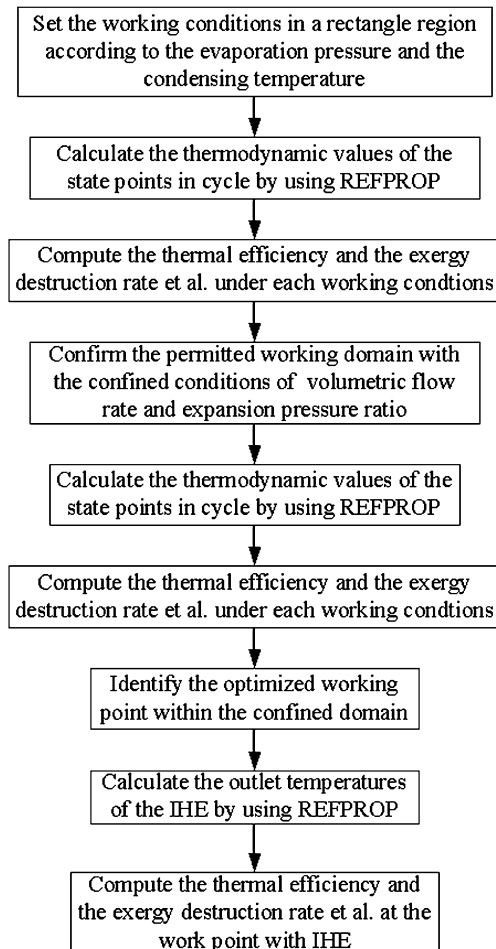 Set the working conditions in a rectangle region
according to the evaporation pressure and the
condensing temperature
Calculate the thermodynamic values of the
state points in cycle by using REFPROP
Compute the thermal efficiency and the exergy
destruction rate et al. under each working condtions
Confirm the permitted working domain with
the confined conditions of volumetric flow
rate and expansion pressure ratio
Calculate the thermodynamic values of the
state points in cycle by using REFPROP
Compute the thermal efficiency and the exergy
destruction rate et al. under each working condtions
Identify the optimized working
point within the confined domain
Calculate the outlet temperatures
of the IHE by using REFPROP
Compute the thermal efficiency and
the exergy destruction rate et al. at the
work point with IHE